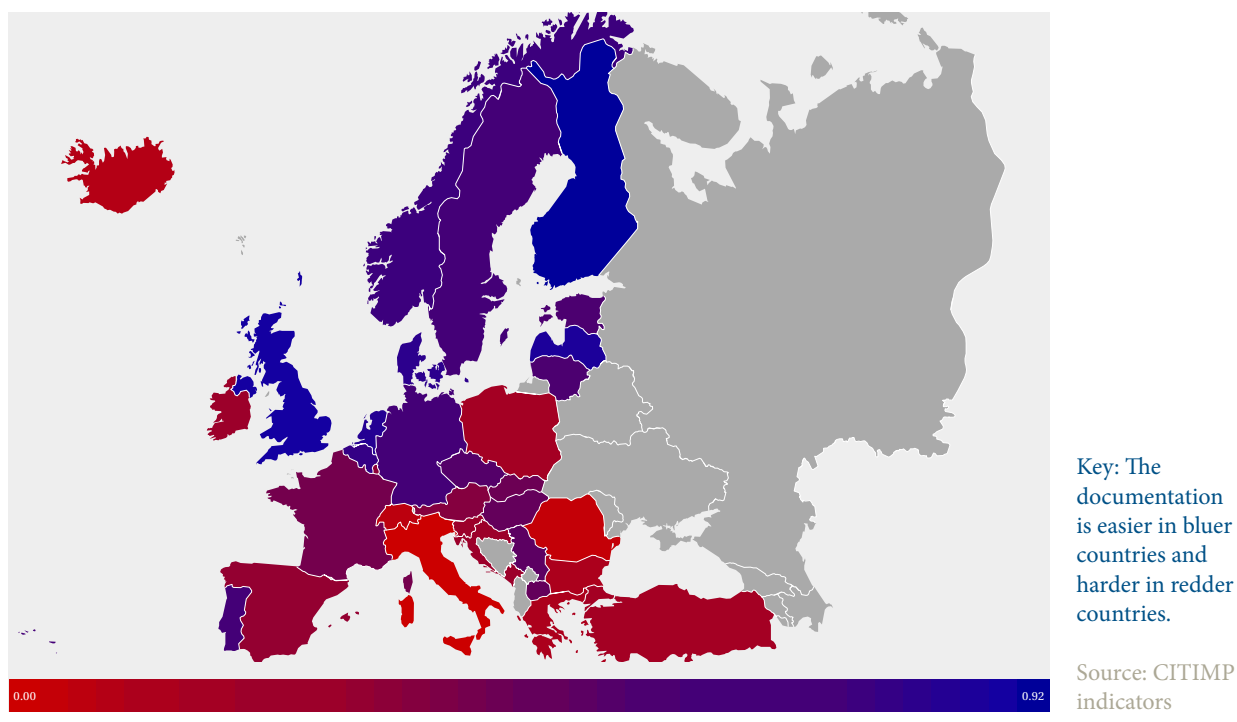 Key: The
documentation
is easier in bluer
countries and
harder in redder
countries.
Source: CITIMP
indicators
0.00
0.92